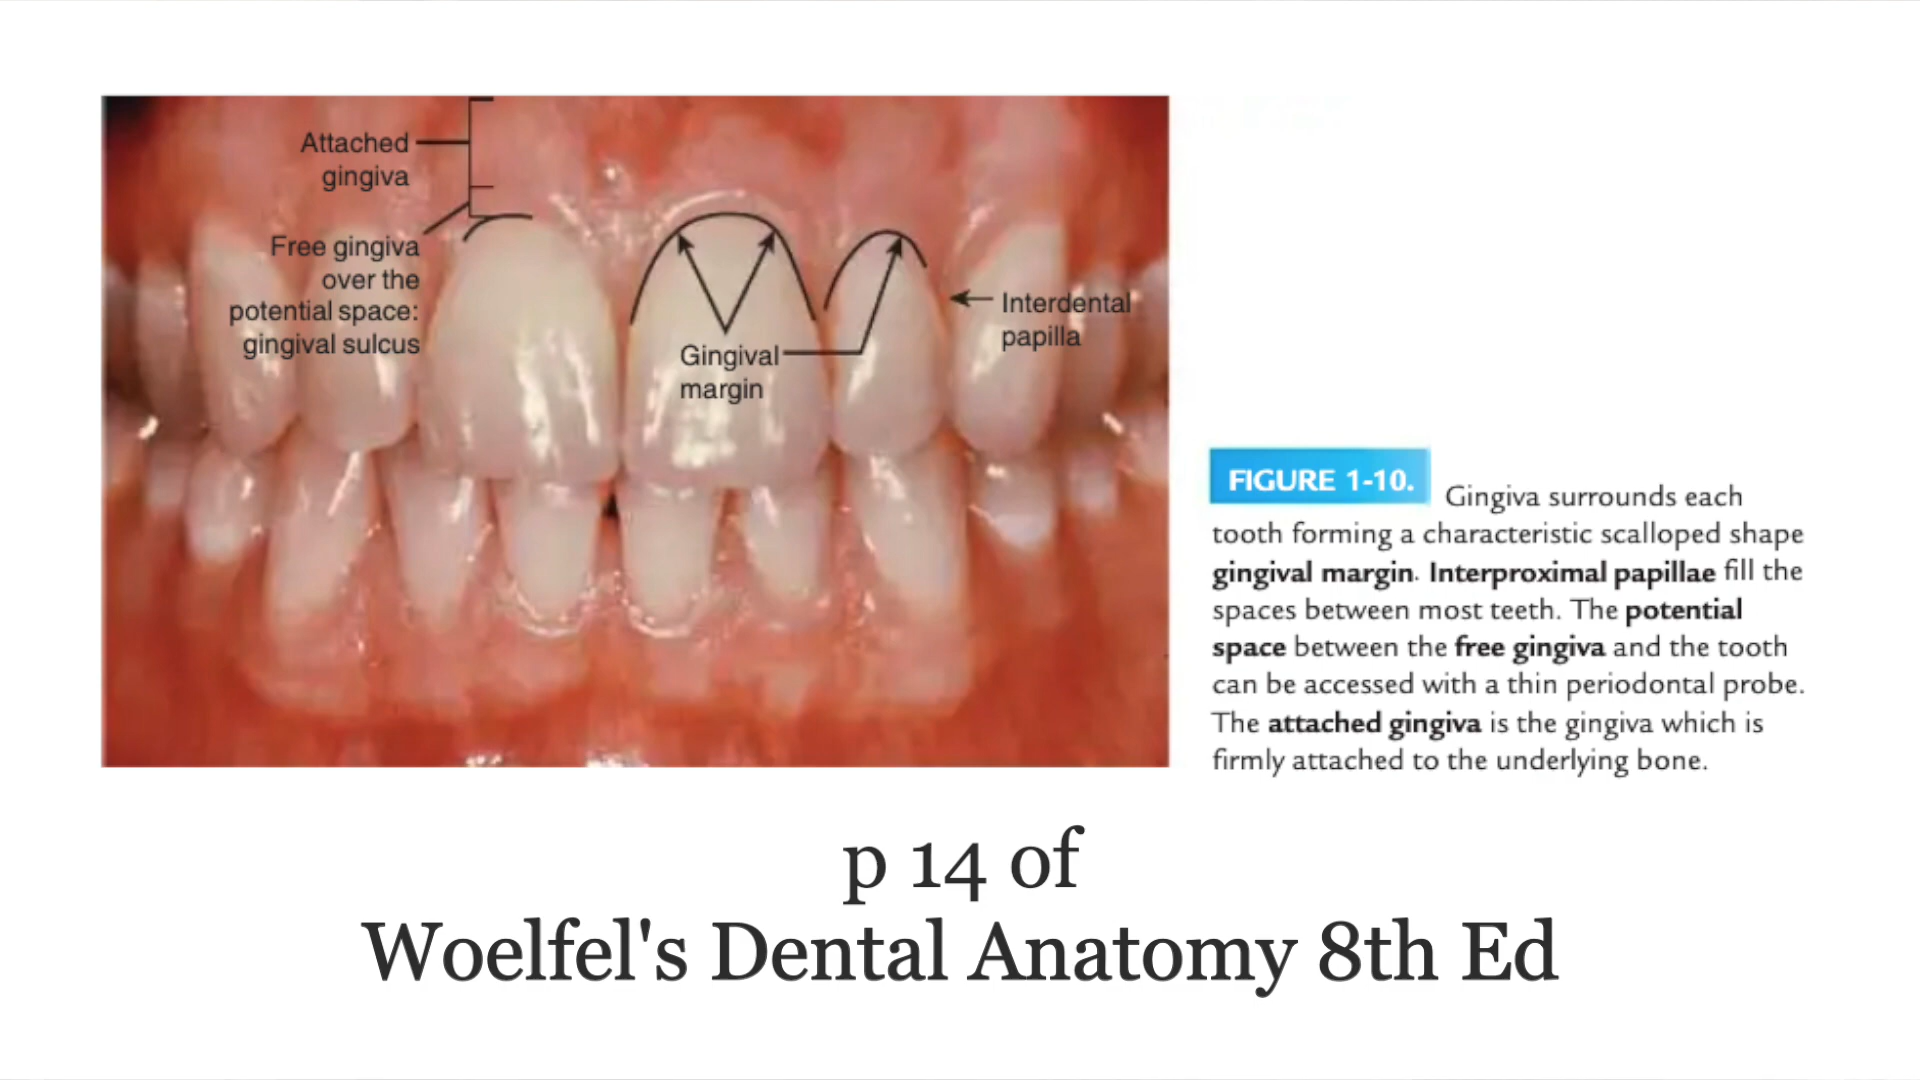 Attached
gingiva
Free gingiva
over the
potential space:
gingival sulcus
Gingival
margin
Interdental
papilla
FIGURE 1-10. Gingiva surrounds each
tooth forming a characteristic scalloped shape
gingival margin. Interproximal papillae fill the
spaces between most teeth. The potential
space between the free gingiva and the tooth
can be accessed with a thin periodontal probe.
The attached gingiva is the gingiva which is
firmly attached to the underlying bone.
p 14 of
Woelfel's Dental Anatomy 8th Ed